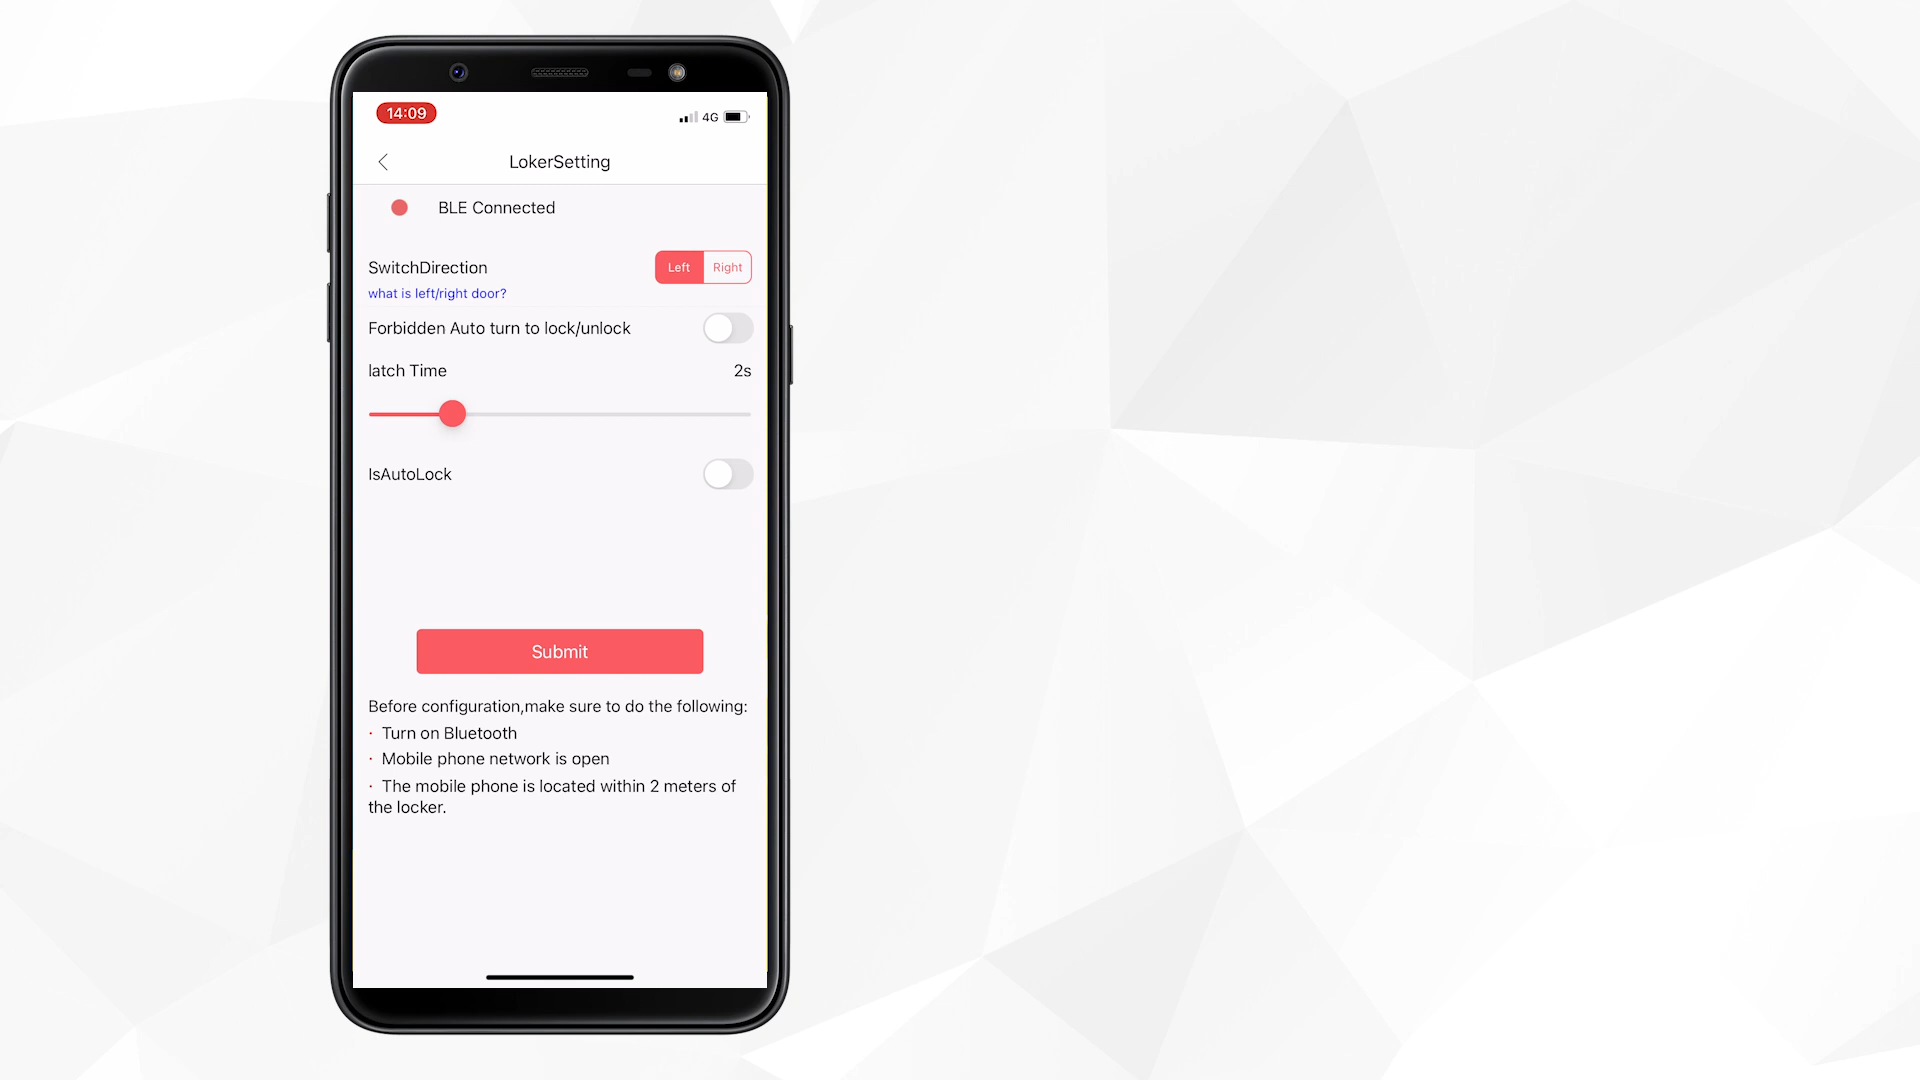 14:09
4G
LokerSetting
BLE Connected
SwitchDirection
Left
Right
what is left/right door?
Forbidden Auto turn to lock/unlock
latch Time
2s
IsAutoLock
Submit
Before configuration,make sure to do the following:
· Turn on Bluetooth
· Mobile phone network is open
· The mobile phone is located within 2 meters of
the locker.